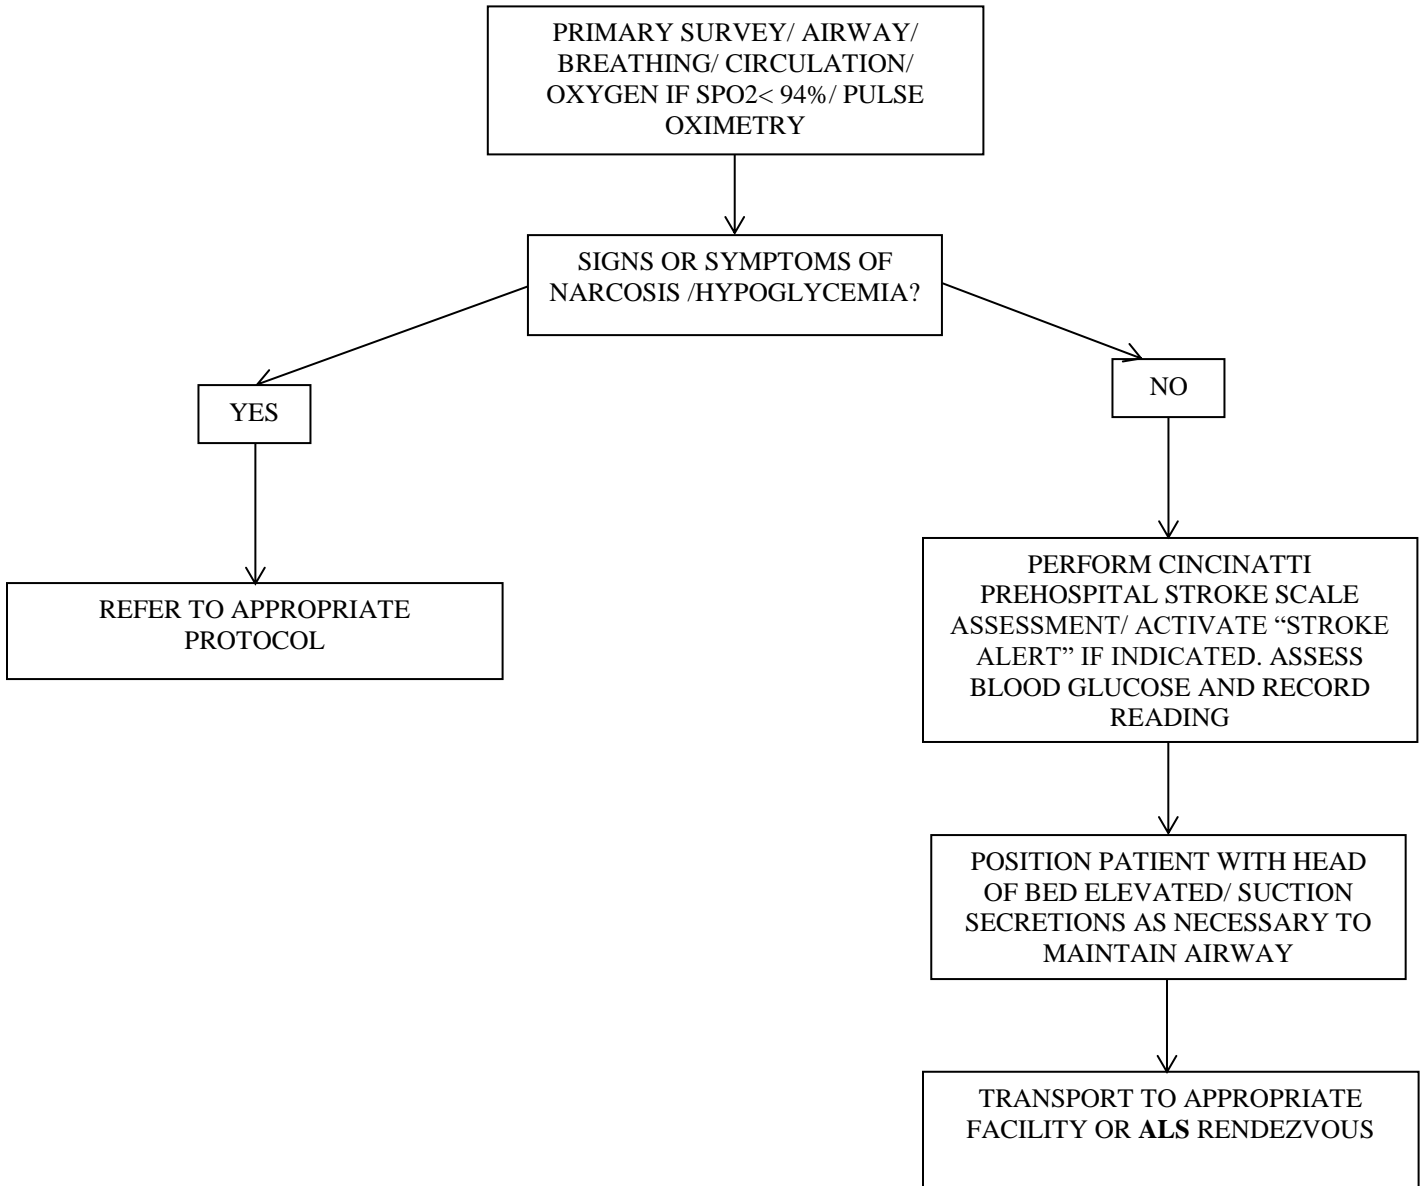 PRIMARY SURVEY/ AIRWAY/
BREATHING/ CIRCULATION/
OXYGEN IF SPO2< 94%/ PULSE
OXIMETRY
SIGNS OR SYMPTOMS OF
NARCOSIS /HYPOGLYCEMIA?
YES
NO
REFER TO APPROPRIATE
PROTOCOL
PERFORM CINCINATTI
PREHOSPITAL STROKE SCALE
ASSESSMENT/ ACTIVATE “STROKE
ALERT” IF INDICATED. ASSESS
BLOOD GLUCOSE AND RECORD
READING
POSITION PATIENT WITH HEAD
OF BED ELEVATED/ SUCTION
SECRETIONS AS NECESSARY TO
MAINTAIN AIRWAY
TRANSPORT TO APPROPRIATE
FACILITY OR ALS RENDEZVOUS